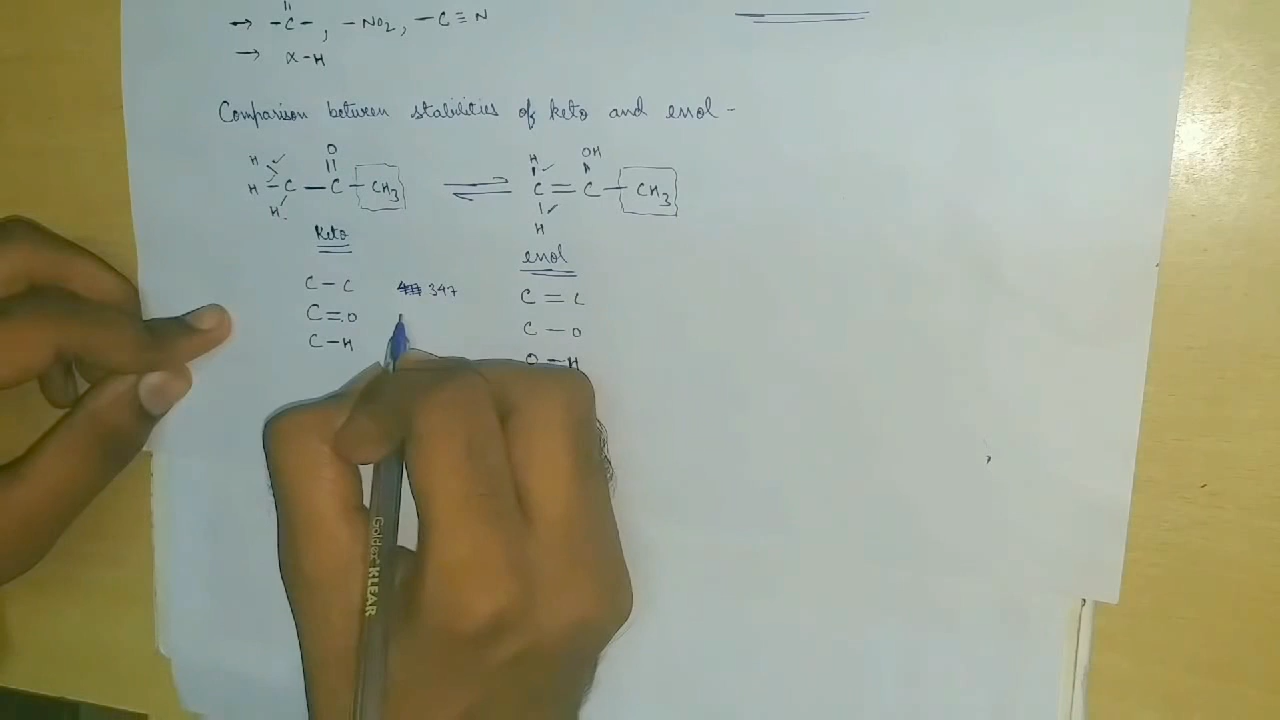 → -C-, -NO2, -C≡N
→ α-H
Comparison between stabilities of keto and enol -
H O H OH
H - C - C - CH3 ⇌ C = C - CH3
H H
Keto enol
C - C 347 C = C
C = O C - O
C - H O - H
Goldex KLEAR